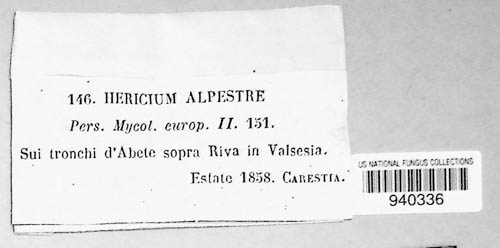 146. HERICIUM ALPESTRE
Pers. Mycol. europ. II. 151.
Sui tronchi d'Abete sopra Riva in Valsesia.
Estate 1858. CARESTIA.
US NATIONAL FUNGUS COLLECTIONS
940336